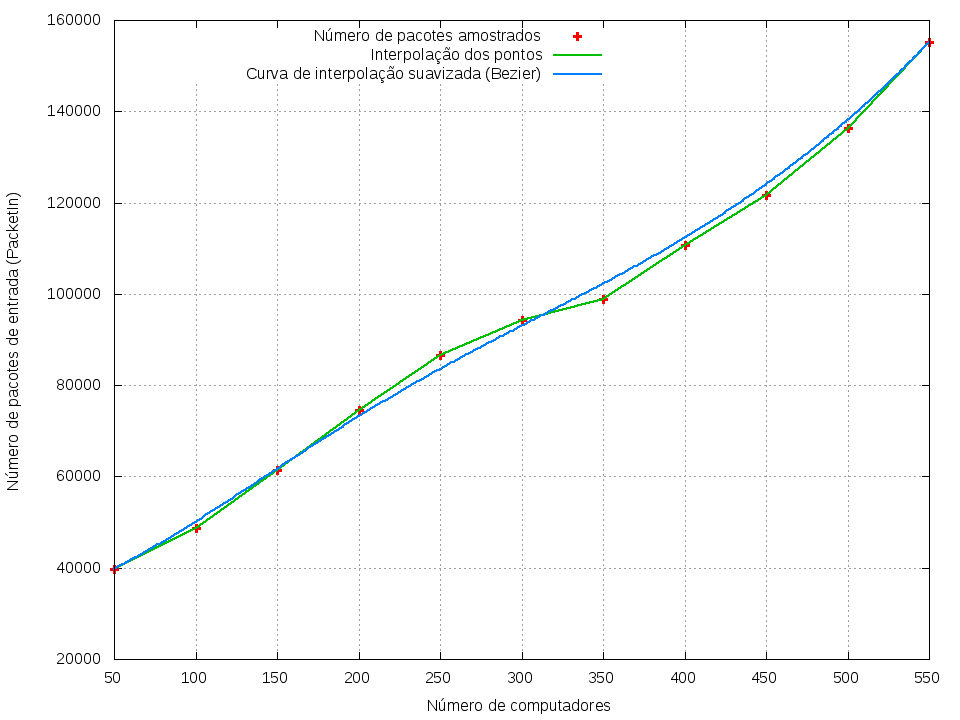 160000
140000
120000
100000
80000
60000
40000
20000
Número de pacotes de entrada (PacketIn)
Número de pacotes amostrados
Interpolação dos pontos
Curva de interpolação suavizada (Bezier)
50 100 150 200 250 300 350 400 450 500 550
Número de computadores